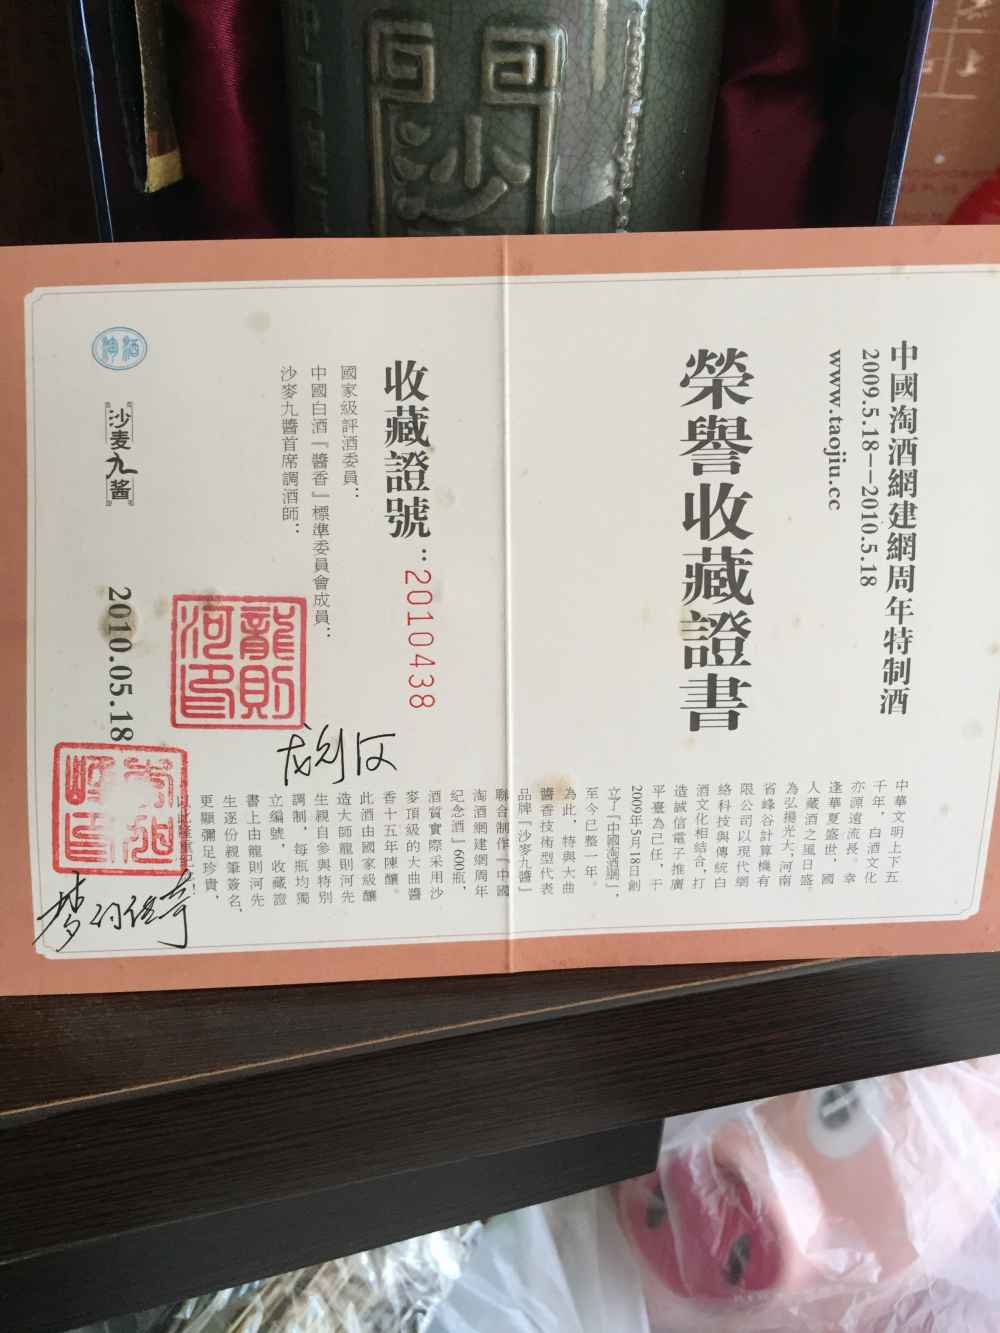 沙
中國淘酒網建網周年特制酒
2009.5.18--2010.5.18
www.taojiu.cc
榮譽收藏證書
中華文明上下五
千年，白酒文化
亦源遠流長。幸
逢華夏盛世，國
人藏酒之風日盛。
為弘揚光大，河南
省峰谷計算機有
限公司以現代網
絡科技與傳統白
酒文化相結合，打
造誠信電子推廣
平臺為己任，于
2009年5月18日創
立了『中國淘酒網』，
至今已整一年。
為此，特與大曲
醬香技術型代表
品牌『沙麥九醬』
聯合制作『中國
淘酒網建網周年
紀念酒』600瓶，
酒質實際采用沙
麥頂級的大曲醬
香十五年陳釀。
此酒由國家級釀
造大師龍則河先
生親自參與特別
調制，每瓶均獨
立編號，收藏證
書上由龍則河先
生逐份親筆簽名，
更顯彌足珍貴，
以此隆重紀
收藏證號：2010438
國家級評酒委員：
中國白酒『醬香』標準委員會成員：
沙麥九醬首席調酒師：
龍則
河印
淘酒
沙麦九酱
2010.05.18